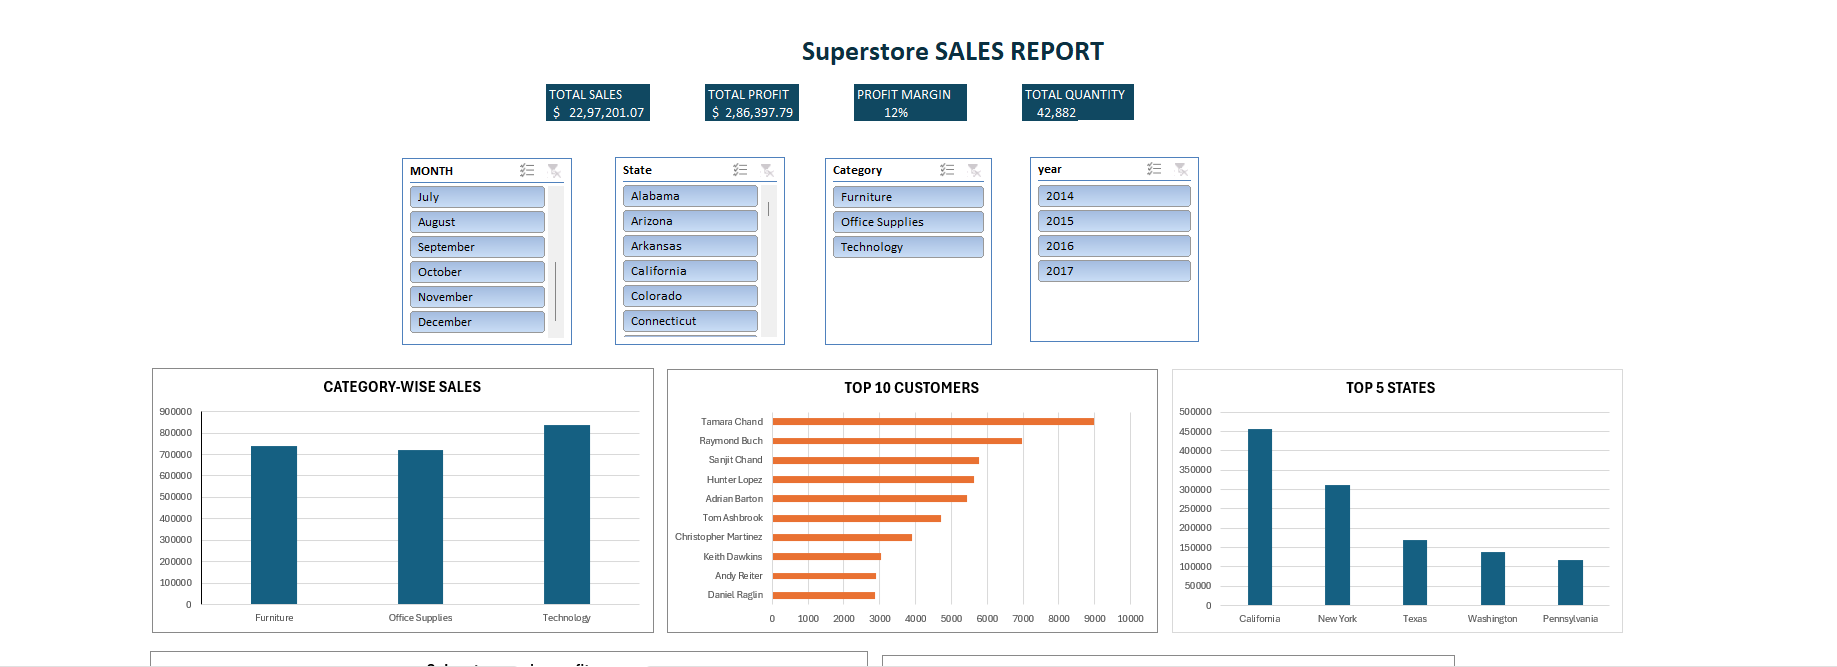 Superstore SALES REPORT
TOTAL SALES
$ 22,97,201.07
TOTAL PROFIT
$ 2,86,397.79
PROFIT MARGIN
12%
TOTAL QUANTITY
42,882
MONTH
July
August
September
October
November
December
State
Alabama
Arizona
Arkansas
California
Colorado
Connecticut
Category
Furniture
Office Supplies
Technology
year
2014
2015
2016
2017
CATEGORY-WISE SALES
900000
800000
700000
600000
500000
400000
300000
200000
100000
0
Furniture Office Supplies Technology
TOP 10 CUSTOMERS
Tamara Chand
Raymond Buch
Sanjit Chand
Hunter Lopez
Adrian Barton
Tom Ashbrook
Christopher Martinez
Keith Dawkins
Andy Reiter
Daniel Raglin
0 1000 2000 3000 4000 5000 6000 7000 8000 9000 10000
TOP 5 STATES
500000
450000
400000
350000
300000
250000
200000
150000
100000
50000
0
California New York Texas Washington Pennsylvania